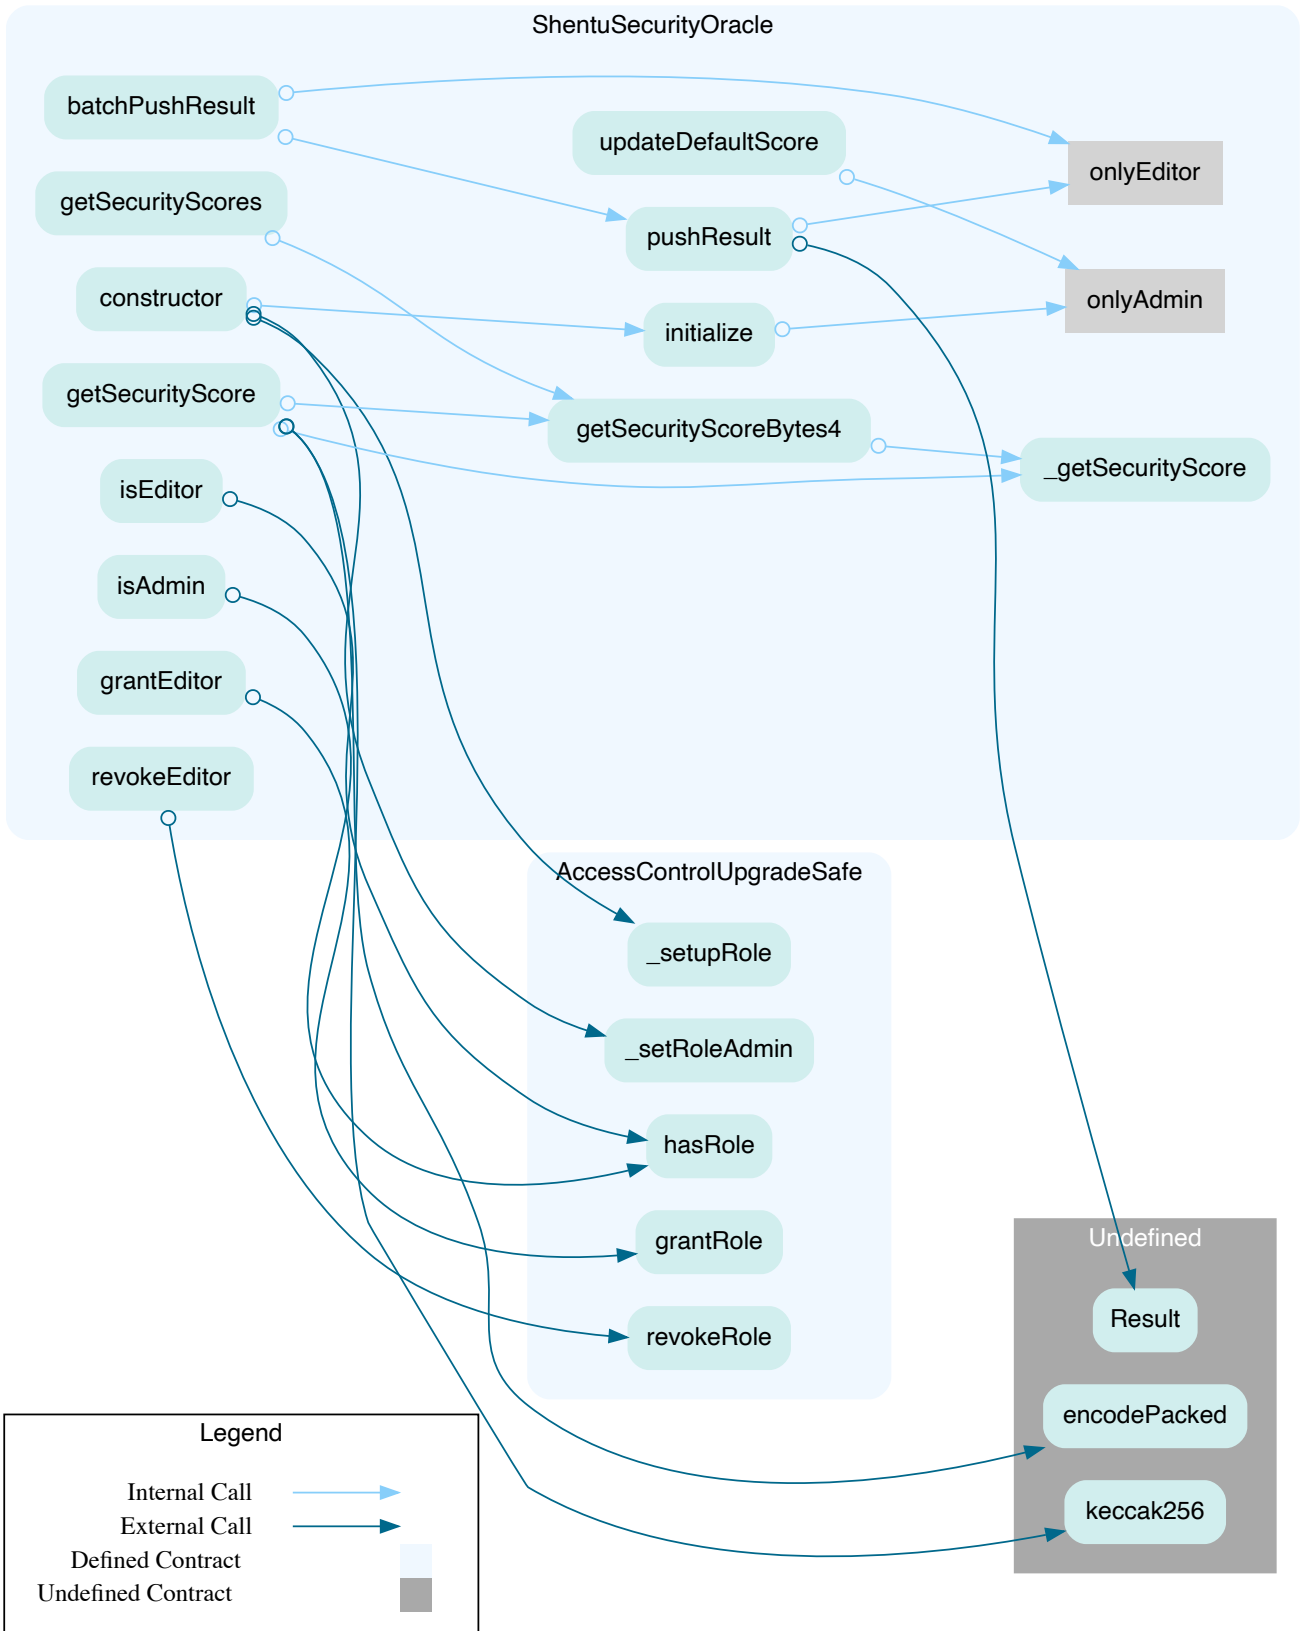 ShentuSecurityOracle
batchPushResult
updateDefaultScore
onlyEditor
getSecurityScores
pushResult
constructor
onlyAdmin
initialize
getSecurityScore
getSecurityScoreBytes4
_getSecurityScore
isEditor
isAdmin
grantEditor
revokeEditor
AccessControlUpgradeSafe
_setupRole
_setRoleAdmin
hasRole
grantRole
revokeRole
Undefined
Result
encodePacked
keccak256
Legend
Internal Call
External Call
Defined Contract
Undefined Contract